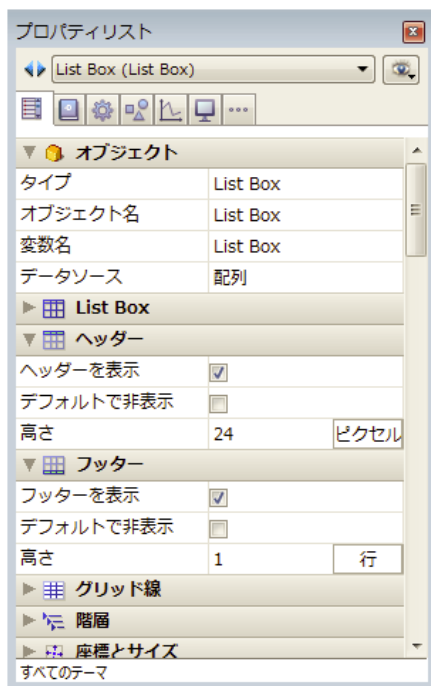 プロパティリスト
List Box (List Box)
オブジェクト
タイプ List Box
オブジェクト名 List Box
変数名 List Box
データソース 配列
List Box
ヘッダー
ヘッダーを表示
デフォルトで非表示
高さ 24 ピクセル
フッター
フッターを表示
デフォルトで非表示
高さ 1 行
グリッド線
階層
座標とサイズ
すべてのテーマ